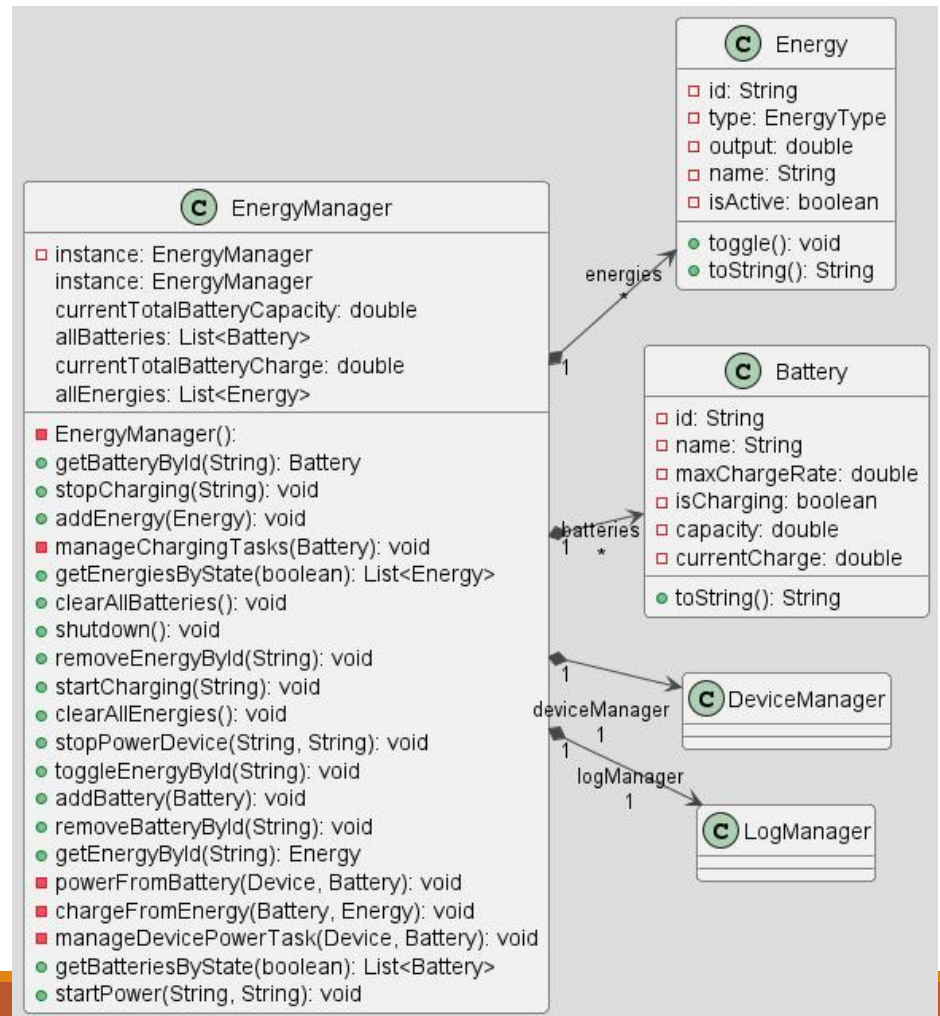 C EnergyManager
instance: EnergyManager
instance: EnergyManager
currentTotalBatteryCapacity: double
allBatteries: List<Battery>
currentTotalBatteryCharge: double
allEnergies: List<Energy>
EnergyManager():
getBatteryById(String): Battery
stopCharging(String): void
addEnergy(Energy): void
manageChargingTasks(Battery): void
getEnergiesByState(boolean): List<Energy>
clearAllBatteries(): void
shutdown(): void
removeEnergyById(String): void
startCharging(String): void
clearAllEnergies(): void
stopPowerDevice(String, String): void
toggleEnergyById(String): void
addBattery(Battery): void
removeBatteryById(String): void
getEnergyById(String): Energy
powerFromBattery(Device, Battery): void
chargeFromEnergy(Battery, Energy): void
manageDevicePowerTask(Device, Battery): void
getBatteriesByState(boolean): List<Battery>
startPower(String, String): void
energies
*
1
batteries
1
*
1
deviceManager
1
1
logManager
1
C Energy
id: String
type: EnergyType
output: double
name: String
isActive: boolean
toggle(): void
toString(): String
C Battery
id: String
name: String
maxChargeRate: double
isCharging: boolean
capacity: double
currentCharge: double
toString(): String
C DeviceManager
C LogManager